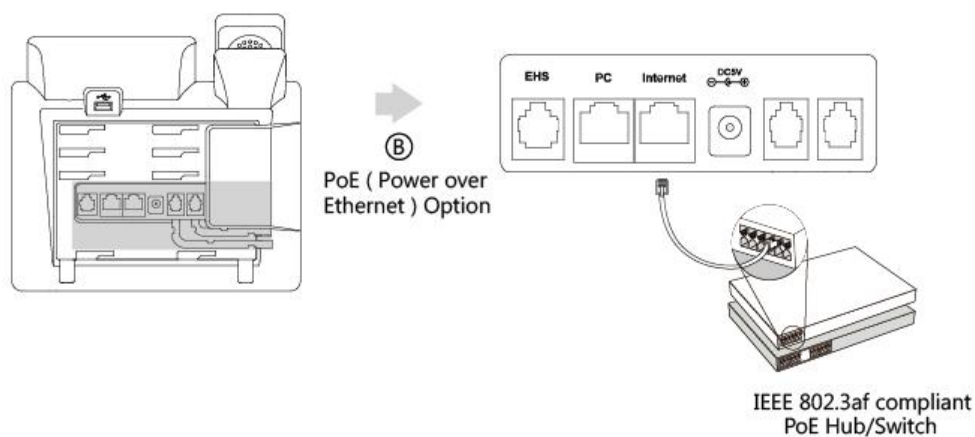 EHS PC Internet DC5V
Ⓑ
PoE ( Power over
Ethernet ) Option
IEEE 802.3af compliant
PoE Hub/Switch